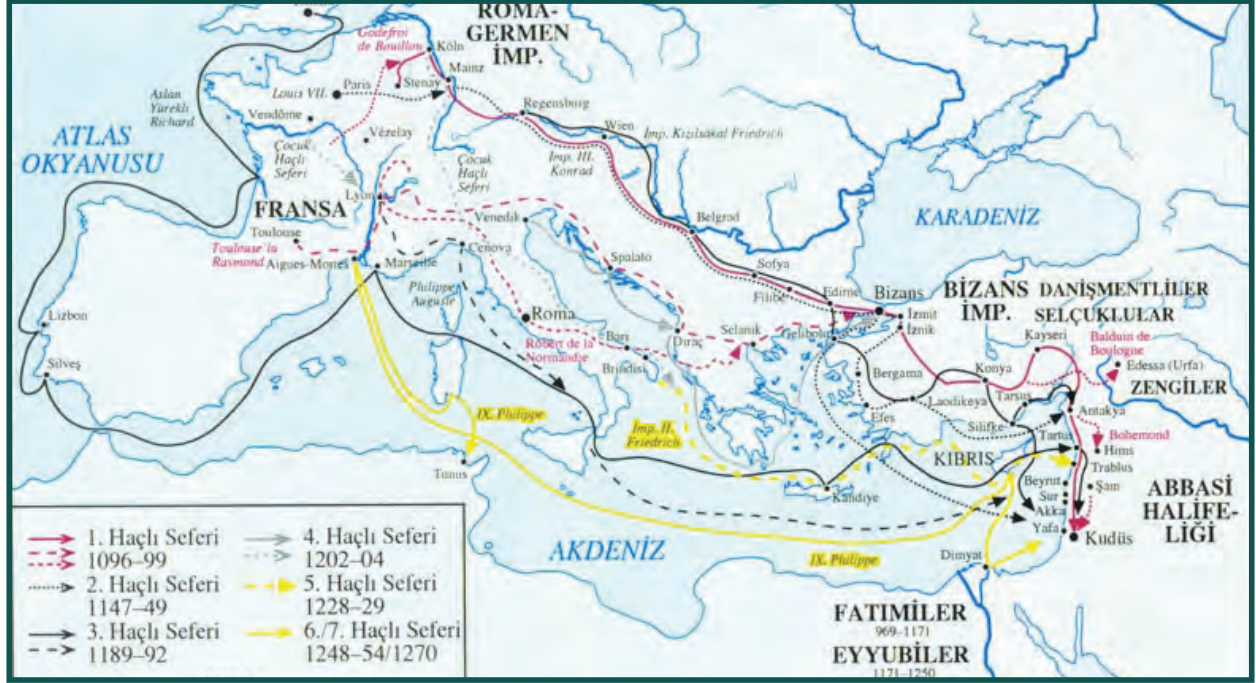 ROMA-
GERMEN
İMP.
Godefroi
de Bouillon
Köln
Mainz
Stenay
Louis VII.
Paris
Vendôme
Vézelay
Aslan
Yürekli
Richard
ATLAS
OKYANUSU
Çocuk
Haçlı
Seferi
Çocuk
Haçlı
Seferi
Regensburg
Wien
İmp. Kızılsakal Friedrich
İmp. III.
Konrad
Lyon
FRANSA
Toulouse
Toulouse'lu
Raymond
Aigues-Mortes
Marseille
Venedik
Cenova
Philippe
Auguste
Spalato
Belgrad
Sofya
Filibe
Edirne
Bizans
KARADENİZ
BİZANS
İMP.
DANİŞMENTLİLER
SELÇUKLULAR
İzmit
İznik
Gelibolu
Selanik
Dıraç
Roma
Robert de la
Normandje
Bari
Brindisi
Lizbon
Silveş
Kayseri
Balduin de
Boulogne
Edessa (Urfa)
ZENGİLER
Konya
Bergama
Laodikeya
Tarsus
Efes
Silifke
Antakya
Bohemond
Tartus
Hims
Trablus
KIBRIS
IX. Philippe
İmp. II.
Friedrich
Tunus
Kandiye
Beyrut
Şam
Sur
Akka
Yafa
Kudüs
ABBASİ
HALİFE-
LİĞİ
AKDENİZ
IX. Philippe
Dimyat
FATIMİLER
969–1171
EYYUBİLER
1171–1250
1. Haçlı Seferi
1096–99
2. Haçlı Seferi
1147–49
3. Haçlı Seferi
1189–92
4. Haçlı Seferi
1202–04
5. Haçlı Seferi
1228–29
6./7. Haçlı Seferi
1248–54/1270